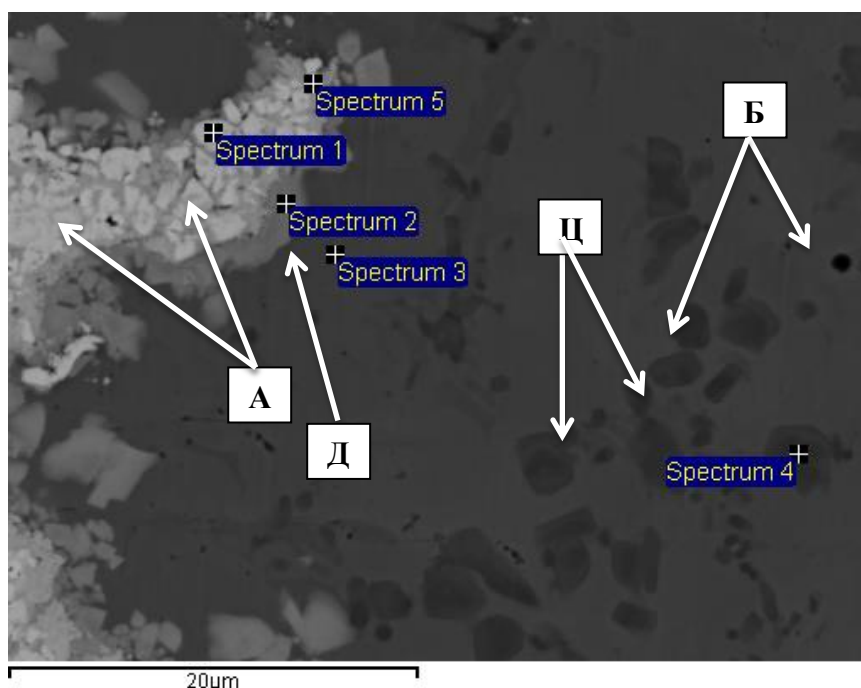 Spectrum 5
Б
Spectrum 1
Spectrum 2
Ц
Spectrum 3
А
Д
Spectrum 4
20um